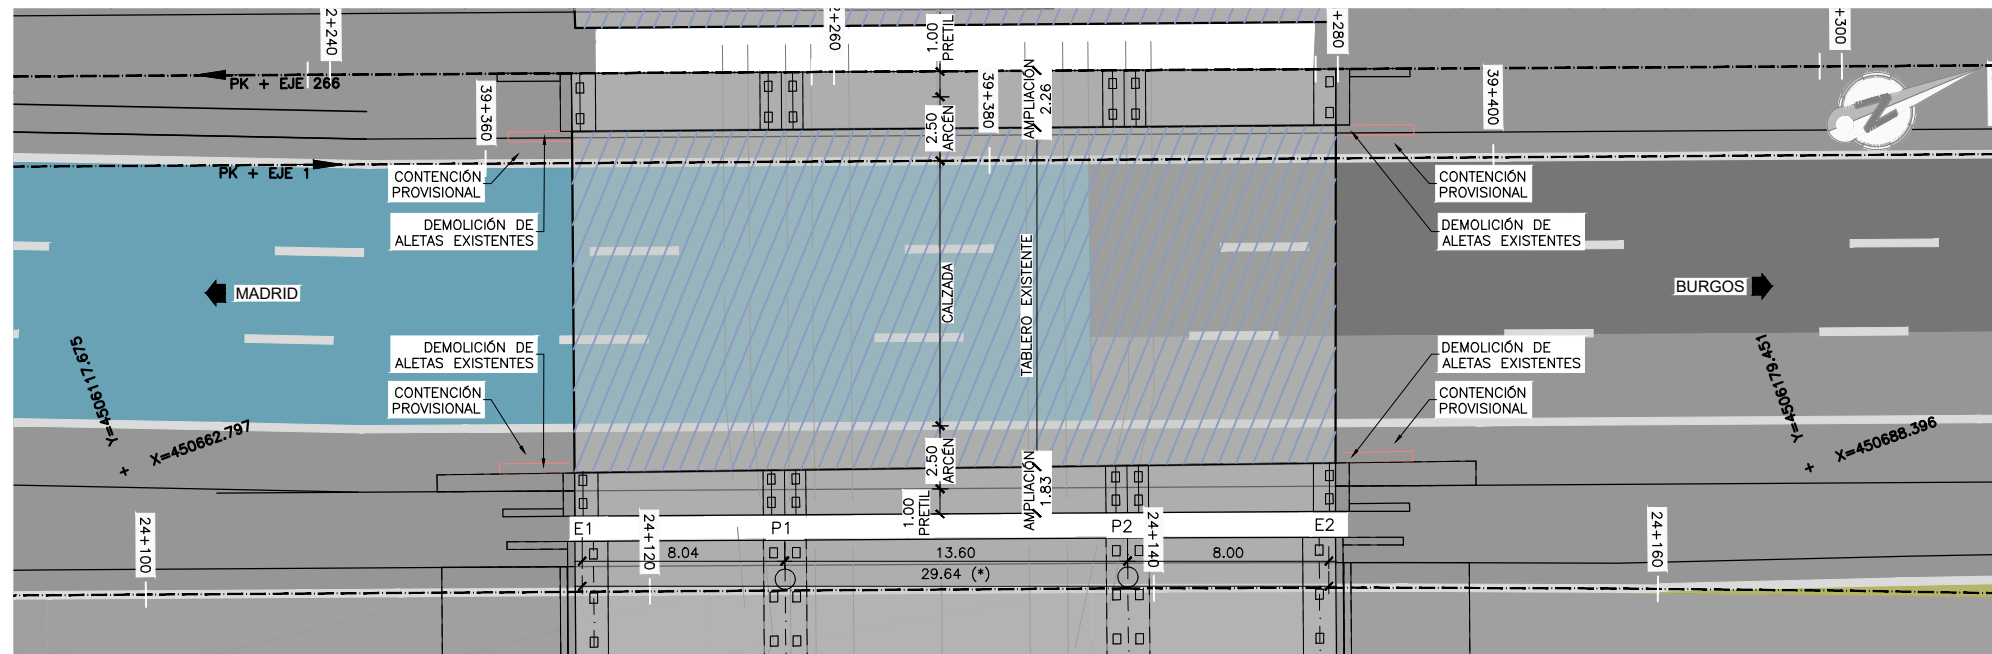 2+240
2+260
1.00
PRETIL
+280
+300
PK + EJE 266
39+360
2.50
ARCÉN
39+380
AMPLIACIÓN
2.26
39+400
Z
PK + EJE 1
CONTENCIÓN
PROVISIONAL
CONTENCIÓN
PROVISIONAL
DEMOLICIÓN DE
ALETAS EXISTENTES
DEMOLICIÓN DE
ALETAS EXISTENTES
MADRID
CALZADA
TABLERO EXISTENTE
BURGOS
DEMOLICIÓN DE
ALETAS EXISTENTES
DEMOLICIÓN DE
ALETAS EXISTENTES
CONTENCIÓN
PROVISIONAL
CONTENCIÓN
PROVISIONAL
Y=4506117.675
X=450662.797
Y=4506179.451
X=450688.396
2.50
ARCÉN
AMPLIACIÓN
1.83
1.00
PRETIL
24+100
E1
24+120
P1
P2
24+140
E2
24+160
8.04
13.60
8.00
29.64 (*)